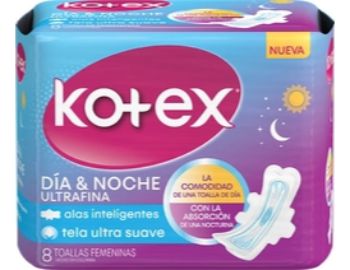 NUEVA
kotex
DÍA & NOCHE
ULTRAFINA
alas inteligentes
tela ultra suave
8 TOALLAS FEMENINAS
LA
COMODIDAD
DE UNA TOALLA DE DÍA
CON LA
ABSORCIÓN
DE UNA NOCTURNA